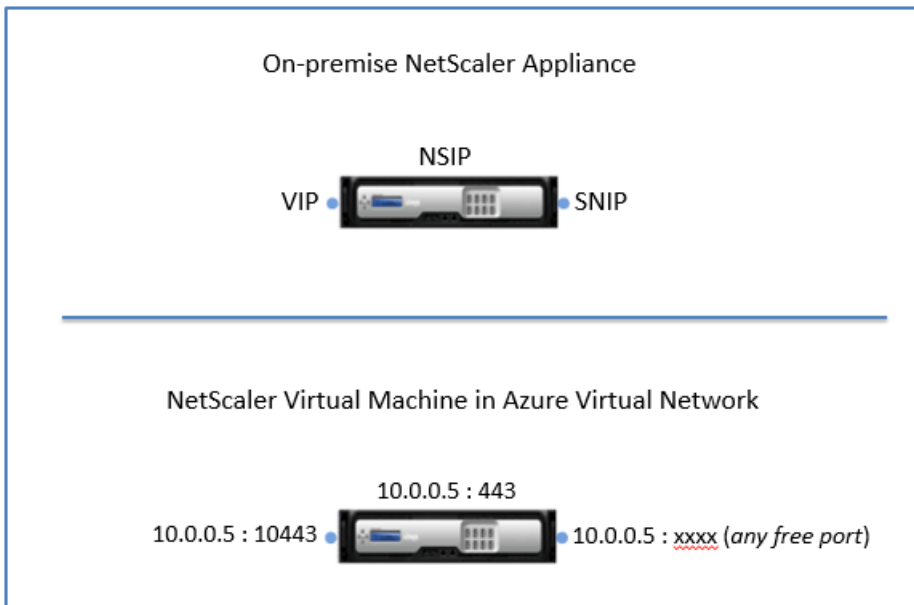 On-premise NetScaler Appliance
NSIP
VIP
SNIP
NetScaler Virtual Machine in Azure Virtual Network
10.0.0.5 : 443
10.0.0.5 : 10443
10.0.0.5 : xxxx (any free port)